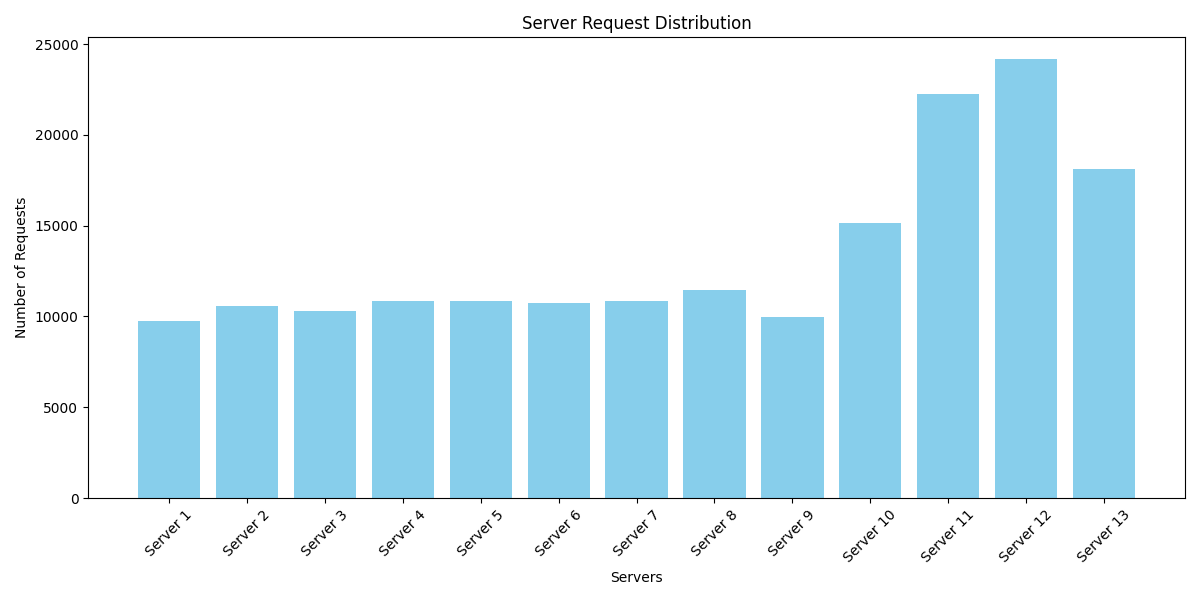 Server Request Distribution
Number of Requests
25000
20000
15000
10000
5000
0
Server 1
Server 2
Server 3
Server 4
Server 5
Server 6
Server 7
Server 8
Server 9
Server 10
Server 11
Server 12
Server 13
Servers